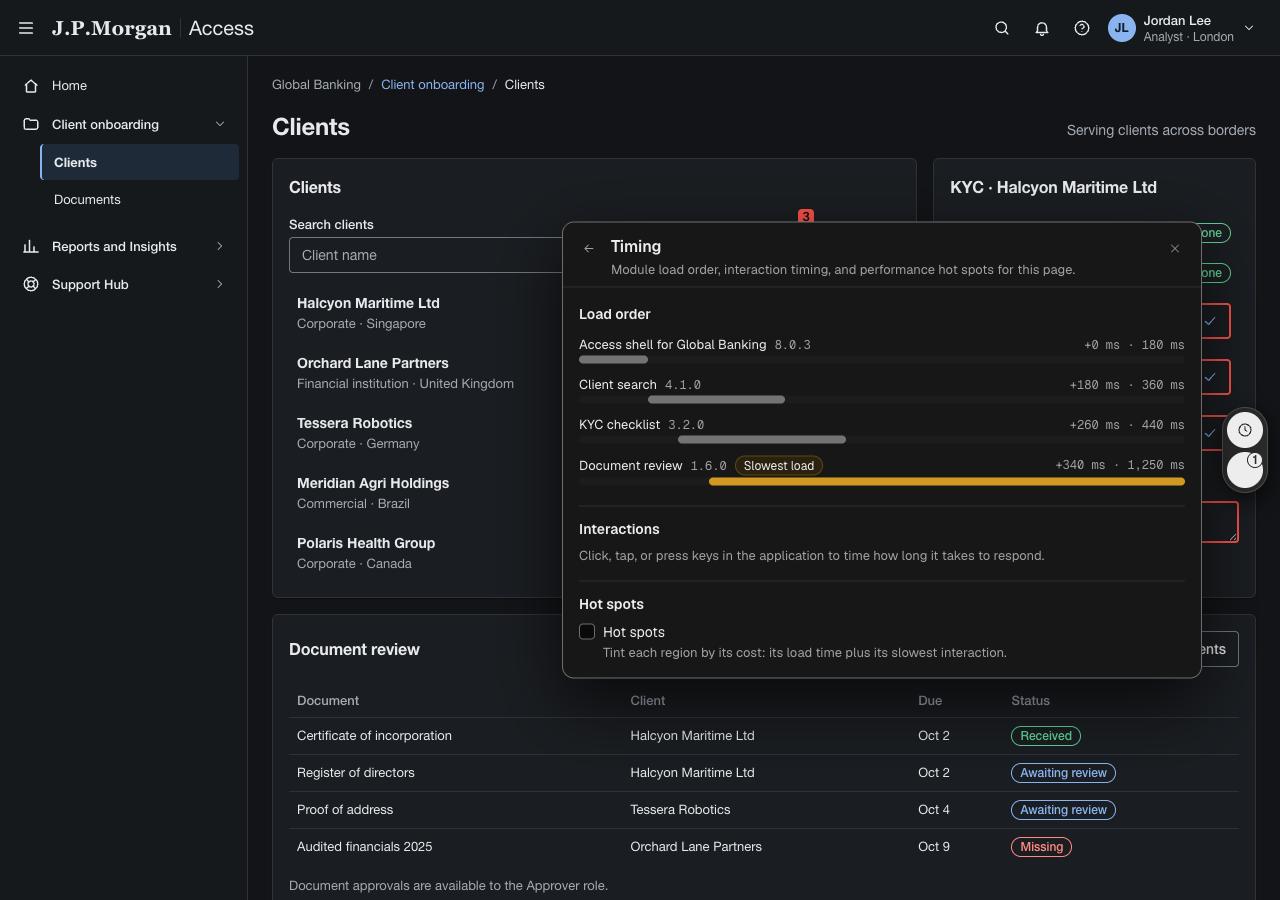 J.P.Morgan Access
JL
Jordan Lee
Analyst · London
Home
Client onboarding
Clients
Documents
Reports and Insights
Support Hub
Global Banking / Client onboarding / Clients
Clients
Serving clients across borders
Clients
Search clients
Client name
Halcyon Maritime Ltd
Corporate · Singapore
Orchard Lane Partners
Financial institution · United Kingdom
Tessera Robotics
Corporate · Germany
Meridian Agri Holdings
Commercial · Brazil
Polaris Health Group
Corporate · Canada
3
KYC · Halcyon Maritime Ltd
Timing
Module load order, interaction timing, and performance hot spots for this page.
Load order
Access shell for Global Banking 8.0.3 +0 ms · 180 ms
Client search 4.1.0 +180 ms · 360 ms
KYC checklist 3.2.0 +260 ms · 440 ms
Document review 1.6.0 Slowest load +340 ms · 1,250 ms
Interactions
Click, tap, or press keys in the application to time how long it takes to respond.
Hot spots
Hot spots
Tint each region by its cost: its load time plus its slowest interaction.
1
Document review
Document Client Due Status
Certificate of incorporation Halcyon Maritime Ltd Oct 2 Received
Register of directors Halcyon Maritime Ltd Oct 2 Awaiting review
Proof of address Tessera Robotics Oct 4 Awaiting review
Audited financials 2025 Orchard Lane Partners Oct 9 Missing
Document approvals are available to the Approver role.